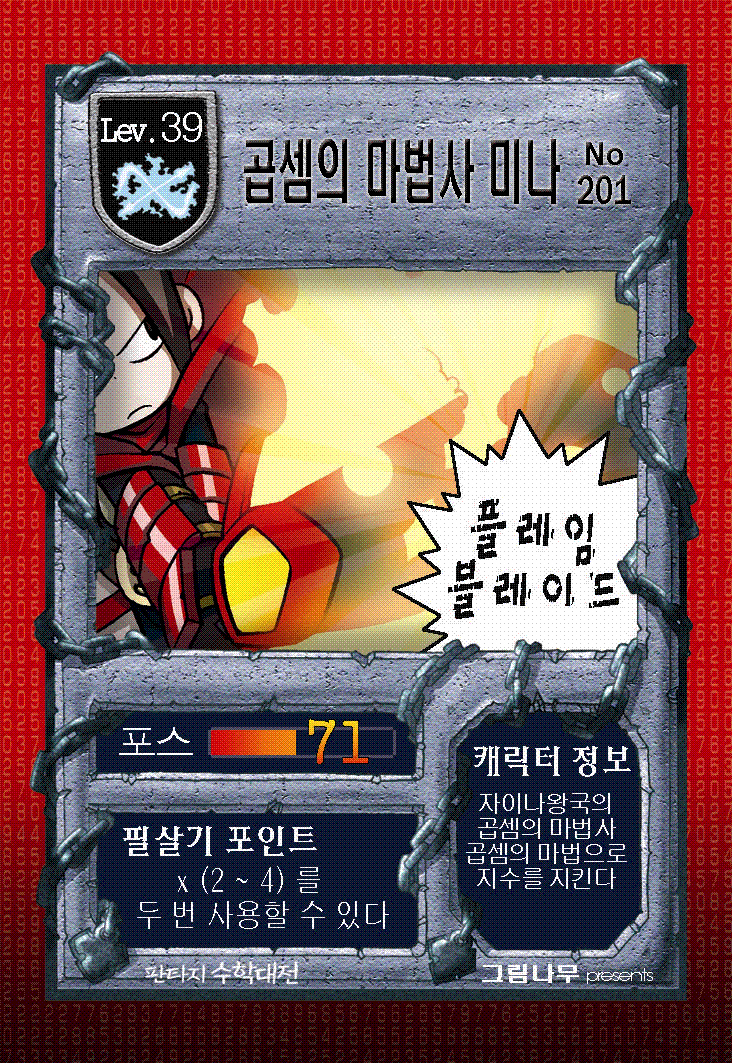 Lev.39
곱셈의 마법사 미나
No
201
플레임
블레이드
포스 71
캐릭터 정보
자이나왕국의
곱셈의 마법사
곱셈의 마법으로
지수를 지킨다
필살기 포인트
x (2 ~ 4) 를
두 번 사용할 수 있다
판타지 수학대전
그림나무 presents